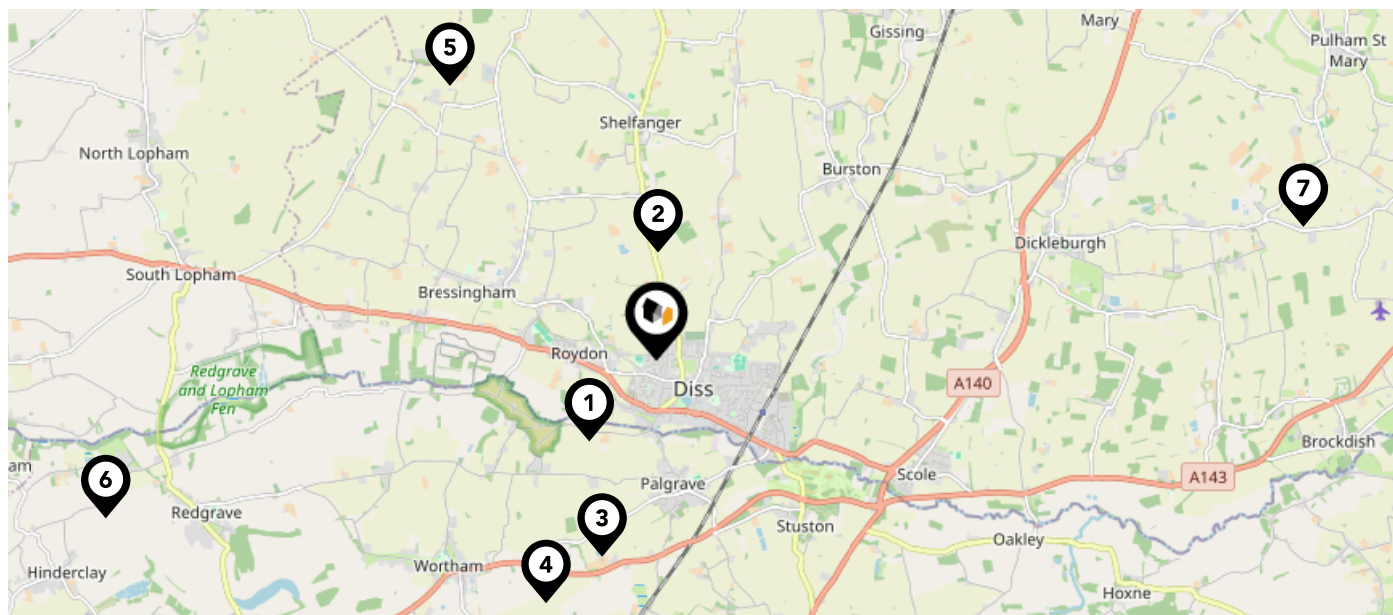 Mary
Gissing
Pulham St
Mary
5
Shelfanger
North Lopham
Burston
7
2
Dickleburgh
South Lopham
Bressingham
Roydon
Redgrave
and Lopham
Fen
Diss
A140
1
Brockdish
am
6
Scole
A143
Palgrave
Redgrave
3
Stuston
Oakley
4
Wortham
Hinderclay
Hoxne